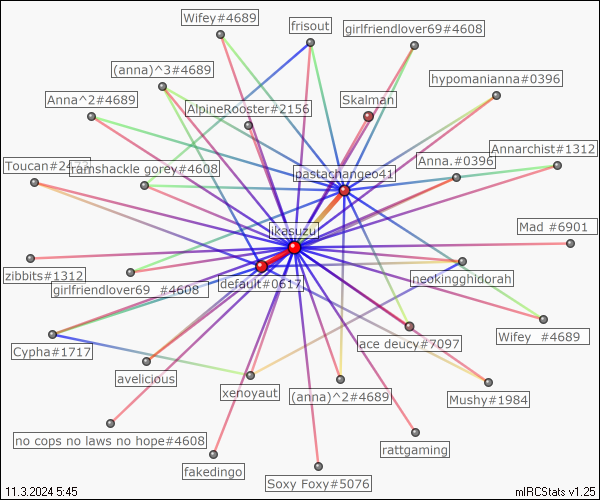 Wifey#4689
frisout
girlfriendlover69#4608
(anna)^3#4689
hypomanianna#0396
Anna^2#4689
AlpineRooster#2156
Skalman
Annarchist#1312
ramshackle gorey#4608
pastachangeo41
Anna.#0396
ikasuzu
Mad #6901
zibbits#1312
girlfriendlover69 #4608
default#0617
neokingghidorah
Wifey #4689
Cypha#1717
ace deucy#7097
avelicious
xenoyaut
(anna)^2#4689
Mushy#1984
no cops no laws no hope#4608
rattgaming
fakedingo
Soxy Foxy#5076
11.3.2024 5:45
mIRCStats v1.25